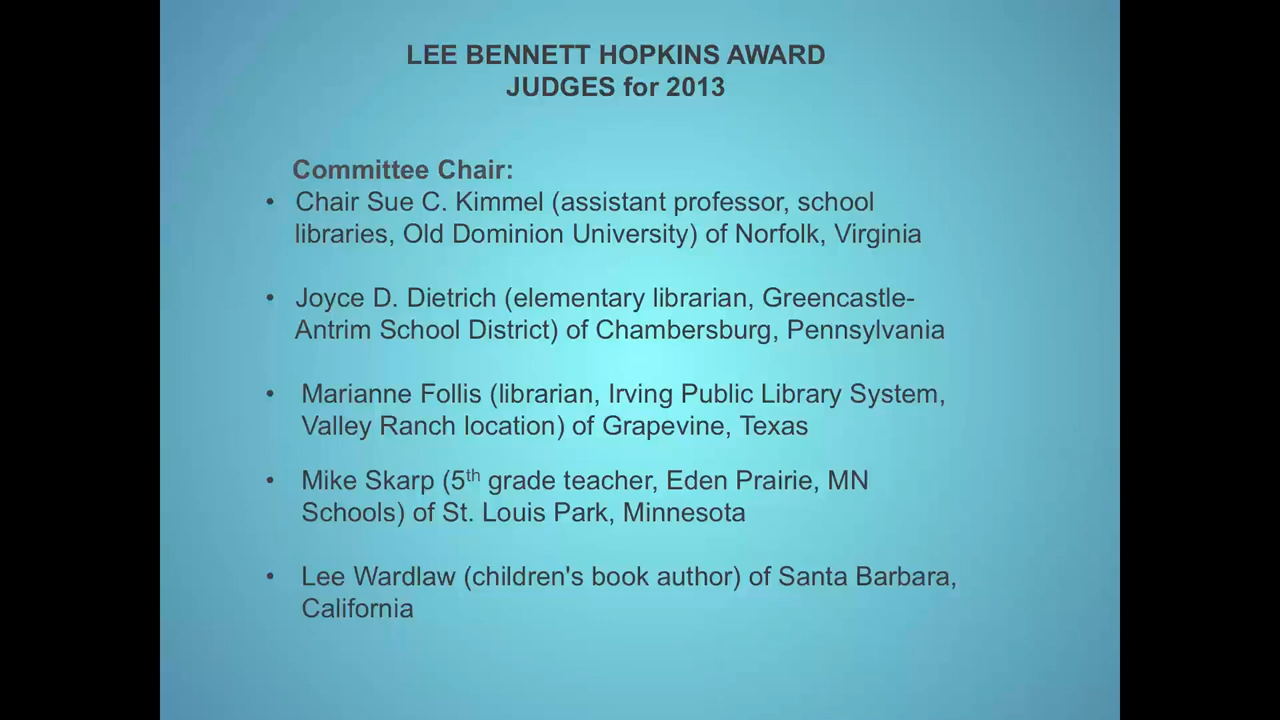 LEE BENNETT HOPKINS AWARD
JUDGES for 2013
Committee Chair:
• Chair Sue C. Kimmel (assistant professor, school
libraries, Old Dominion University) of Norfolk, Virginia
• Joyce D. Dietrich (elementary librarian, Greencastle-
Antrim School District) of Chambersburg, Pennsylvania
• Marianne Follis (librarian, Irving Public Library System,
Valley Ranch location) of Grapevine, Texas
• Mike Skarp (5th grade teacher, Eden Prairie, MN
Schools) of St. Louis Park, Minnesota
• Lee Wardlaw (children's book author) of Santa Barbara,
California